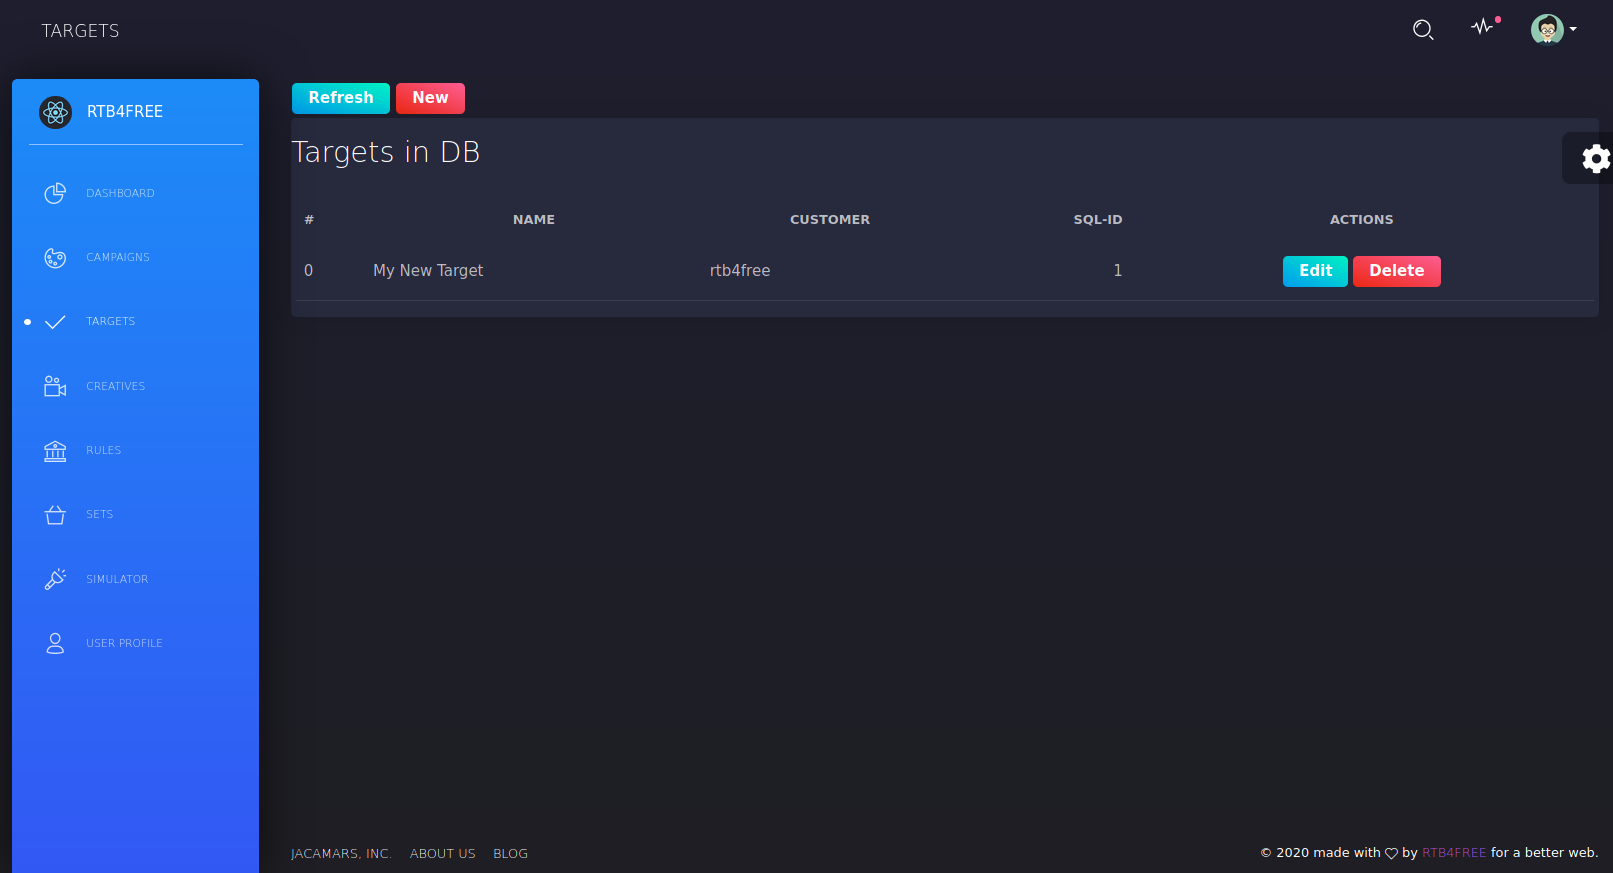 TARGETS
RTB4FREE
DASHBOARD
CAMPAIGNS
TARGETS
CREATIVES
RULES
SETS
SIMULATOR
USER PROFILE
Refresh New
Targets in DB
# NAME CUSTOMER SQL-ID ACTIONS
0 My New Target rtb4free 1 Edit Delete
JACAMARS, INC. ABOUT US BLOG
© 2020 made with by RTB4FREE for a better web.